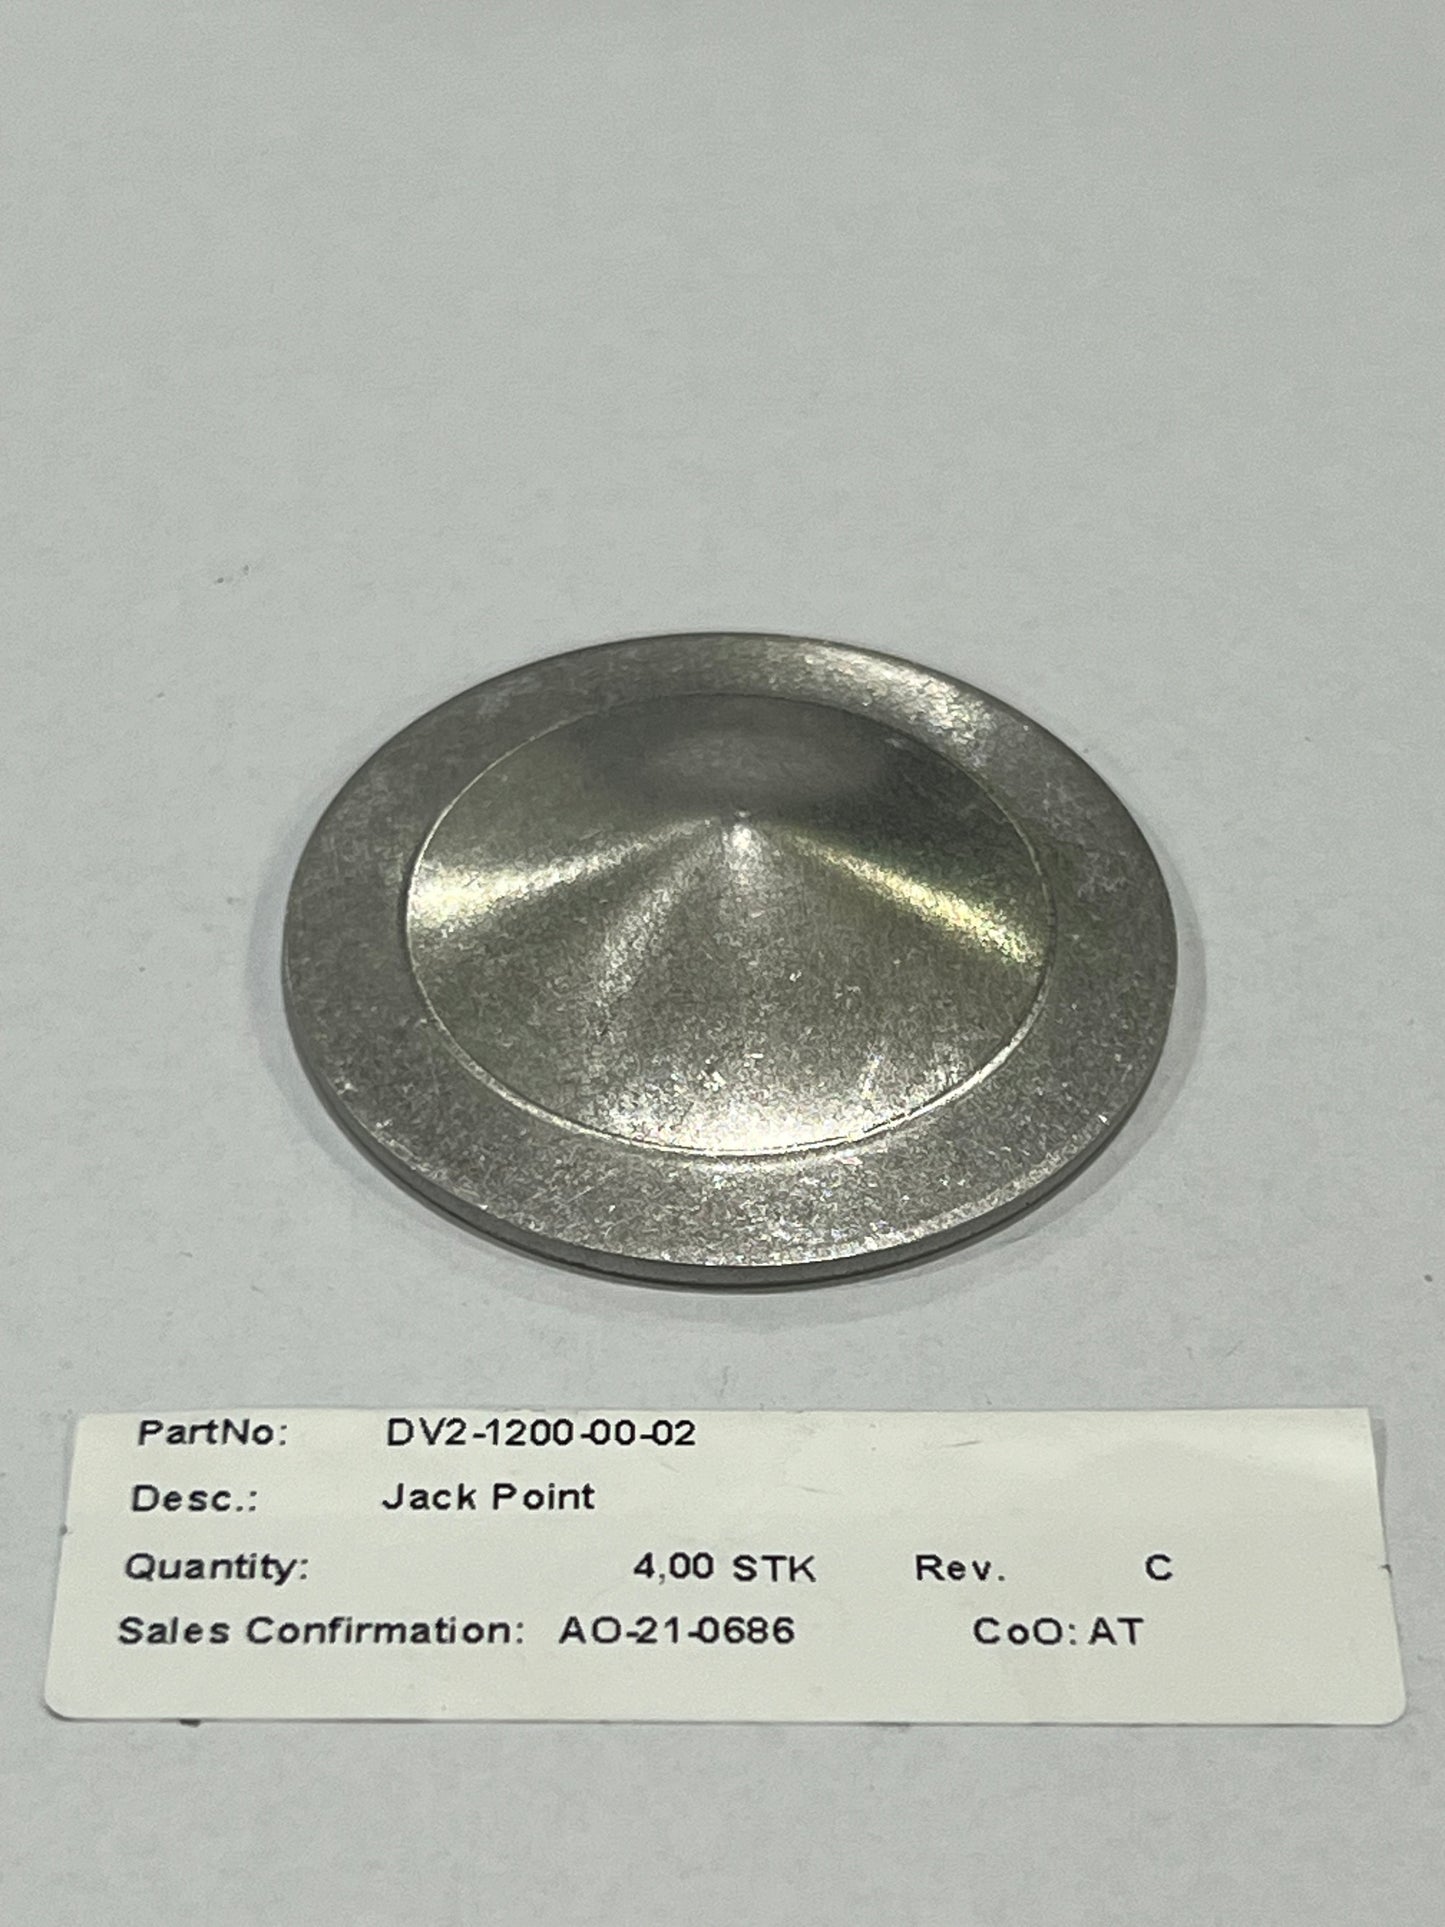 PartNo: DV2-1200-00-02
Desc.: Jack Point
Quantity: 4,00 STK Rev. C
Sales Confirmation: AO-21-0686 CoO: AT